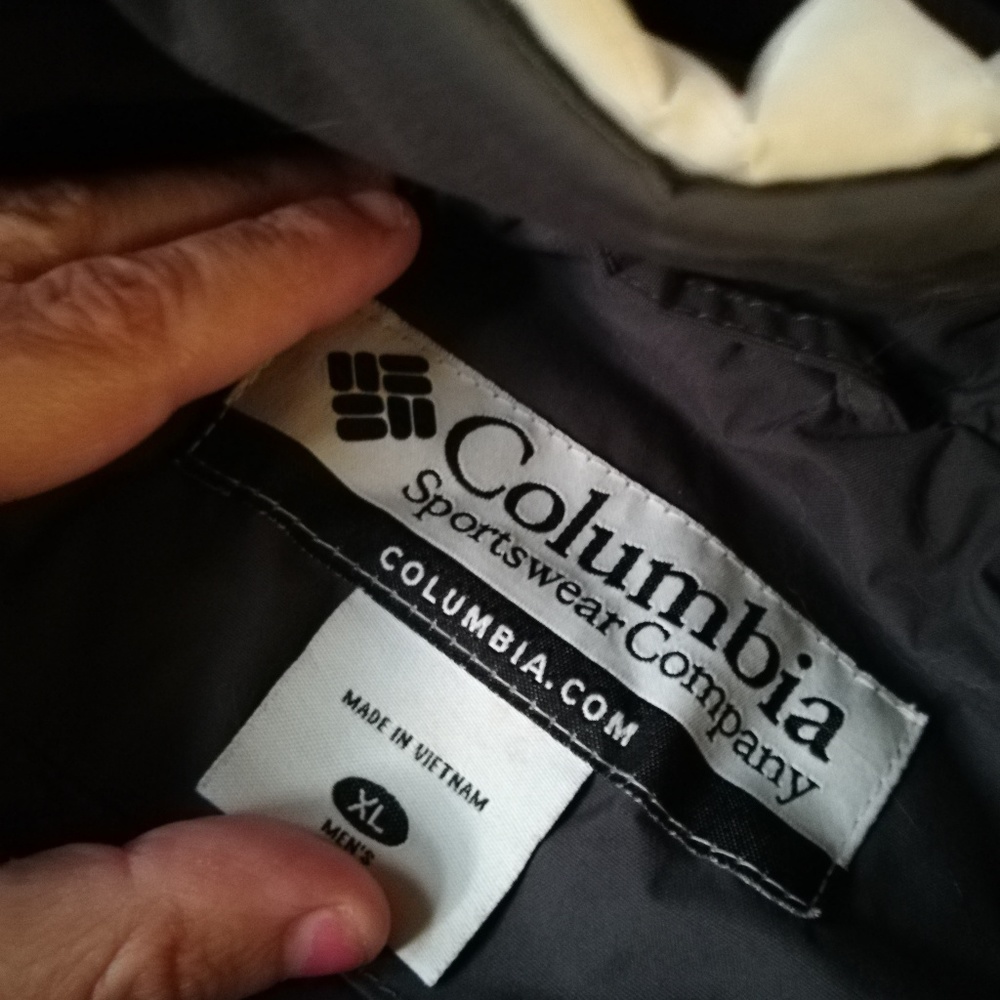 Columbia
Sportswear Company
COLUMBIA.COM
MADE IN VIETNAM
XL
MEN'S